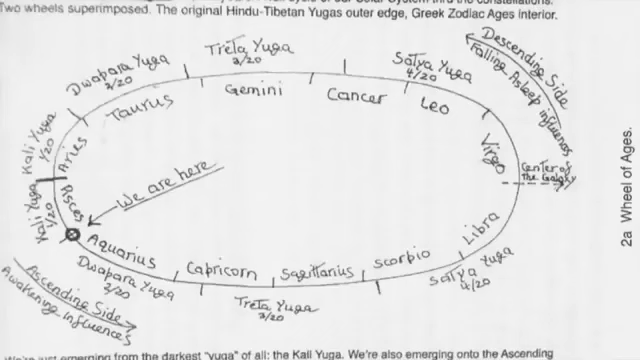 Two wheels superimposed. The original Hindu-Tibetan Yugas outer edge, Greek Zodiac Ages interior.
Treta Yuga
3/20
Dwapara Yuga
2/20
Satya Yuga
4/20
Descending Side
Falling Asleep influences
Taurus
Gemini
Cancer
Leo
Kali Yuga
1/20
Aries
Virgo
Center of
the Galaxy
Kali Yuga
1/20
Pisces
We are here
Aquarius
Capricorn
Sagittarius
Scorpio
Libra
Dwapara Yuga
2/20
Treta Yuga
3/20
Satya Yuga
4/20
Ascending Side
Awakening influences
2a Wheel of Ages.
We're just emerging from the darkest "yuga" of all: the Kali Yuga. We're also emerging onto the Ascending